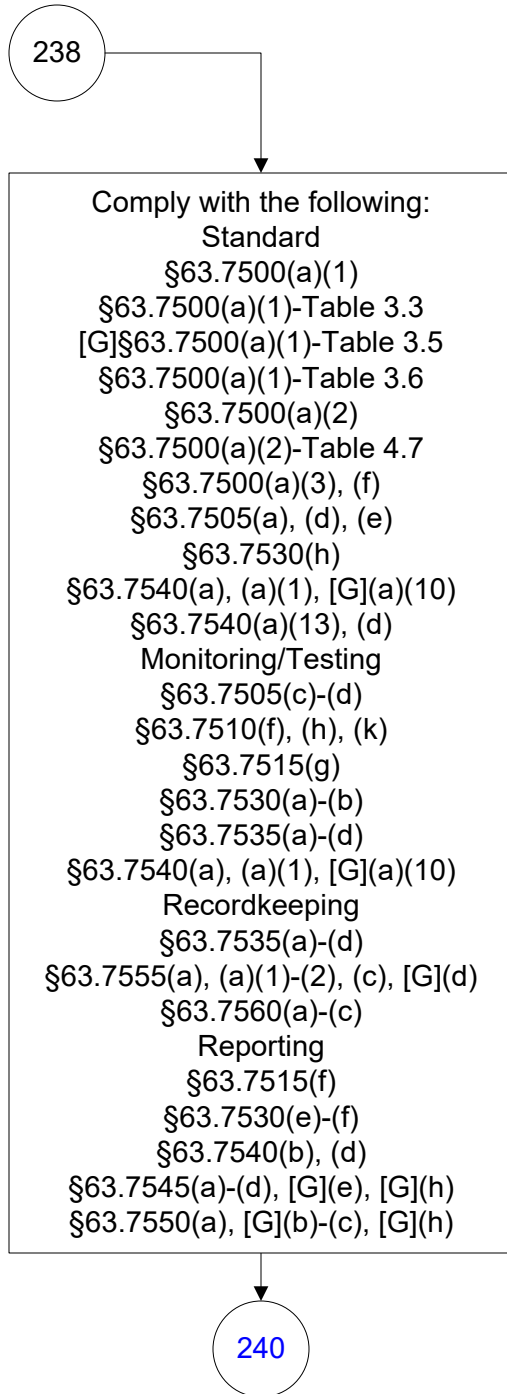 238
Comply with the following:
Standard
§63.7500(a)(1)
§63.7500(a)(1)-Table 3.3
[G]§63.7500(a)(1)-Table 3.5
§63.7500(a)(1)-Table 3.6
§63.7500(a)(2)
§63.7500(a)(2)-Table 4.7
§63.7500(a)(3), (f)
§63.7505(a), (d), (e)
§63.7530(h)
§63.7540(a), (a)(1), [G](a)(10)
§63.7540(a)(13), (d)
Monitoring/Testing
§63.7505(c)-(d)
§63.7510(f), (h), (k)
§63.7515(g)
§63.7530(a)-(b)
§63.7535(a)-(d)
§63.7540(a), (a)(1), [G](a)(10)
Recordkeeping
§63.7535(a)-(d)
§63.7555(a), (a)(1)-(2), (c), [G](d)
§63.7560(a)-(c)
Reporting
§63.7515(f)
§63.7530(e)-(f)
§63.7540(b), (d)
§63.7545(a)-(d), [G](e), [G](h)
§63.7550(a), [G](b)-(c), [G](h)
240